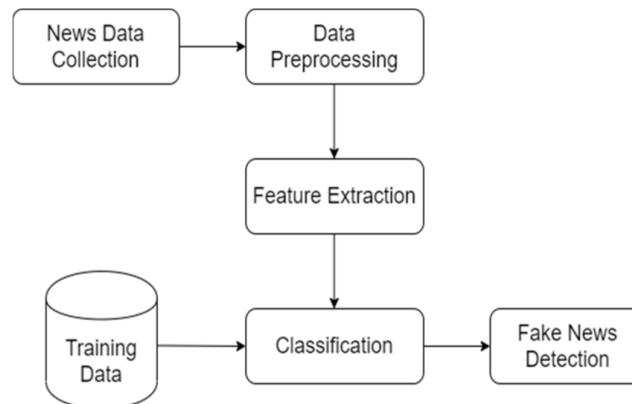 News Data
Collection
Data
Preprocessing
Feature Extraction
Training
Data
Classification
Fake News
Detection